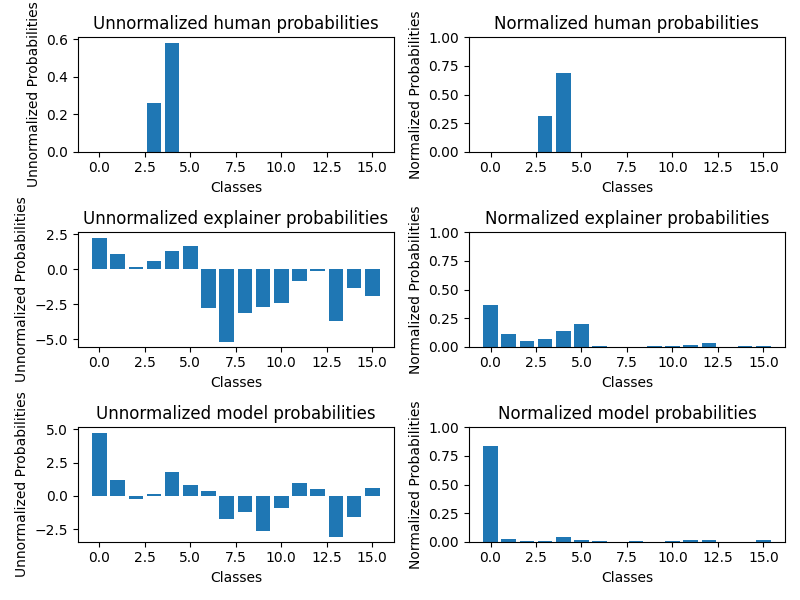 Unnormalized human probabilities
Unnormalized Probabilities
0.6
0.4
0.2
0.0
0.0 2.5 5.0 7.5 10.0 12.5 15.0
Classes
Normalized human probabilities
Normalized Probabilities
1.00
0.75
0.50
0.25
0.00
0.0 2.5 5.0 7.5 10.0 12.5 15.0
Classes
Unnormalized explainer probabilities
Unnormalized Probabilities
2.5
0.0
−2.5
−5.0
0.0 2.5 5.0 7.5 10.0 12.5 15.0
Classes
Normalized explainer probabilities
Normalized Probabilities
1.00
0.75
0.50
0.25
0.00
0.0 2.5 5.0 7.5 10.0 12.5 15.0
Classes
Unnormalized model probabilities
Unnormalized Probabilities
5.0
2.5
0.0
−2.5
0.0 2.5 5.0 7.5 10.0 12.5 15.0
Classes
Normalized model probabilities
Normalized Probabilities
1.00
0.75
0.50
0.25
0.00
0.0 2.5 5.0 7.5 10.0 12.5 15.0
Classes